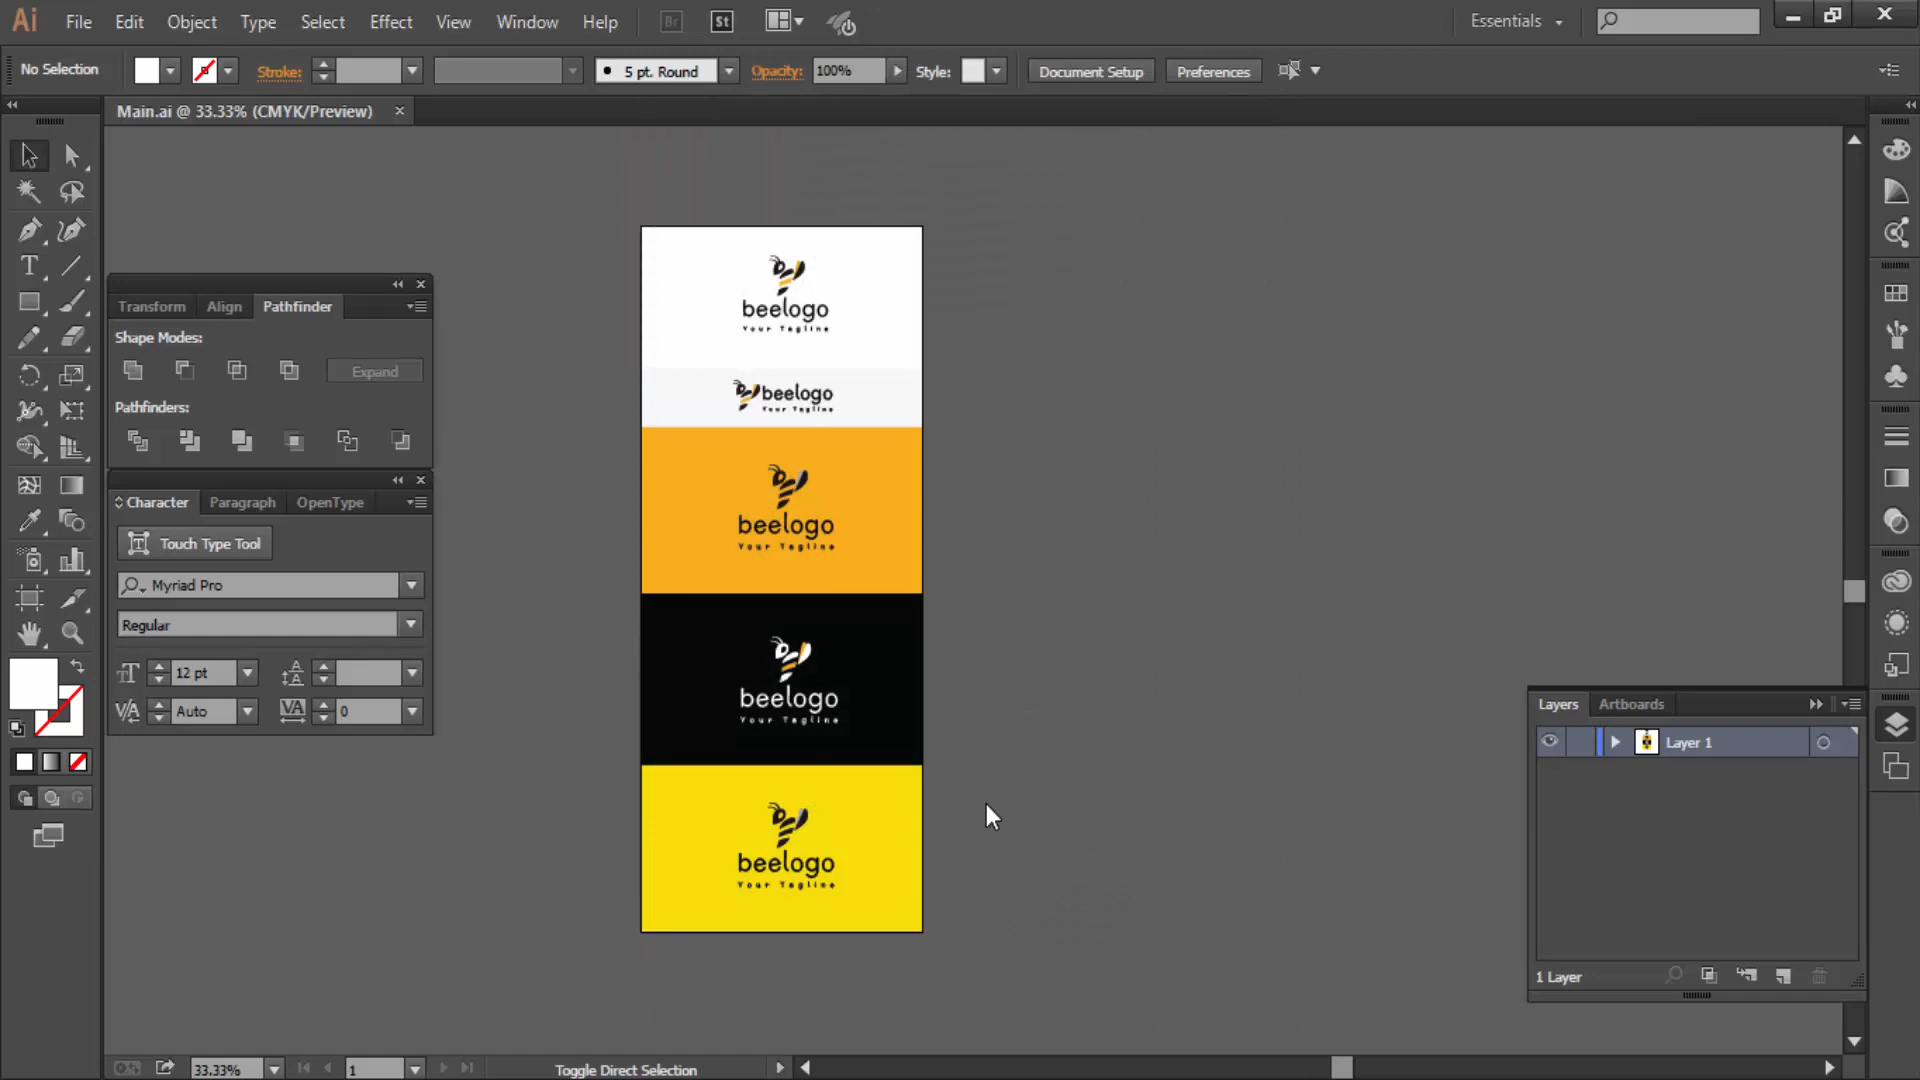 Ai File Edit Object Type Select Effect View Window Help Br St Essentials
No Selection Stroke: 5 pt. Round Opacity: 100% Style: Document Setup Preferences
Main.ai @ 33.33% (CMYK/Preview)
Transform Align Pathfinder
Shape Modes:
Expand
Pathfinders:
Character Paragraph OpenType
Touch Type Tool
Myriad Pro
Regular
12 pt
Auto 0
beelogo
Your Tagline
beelogo
Your Tagline
beelogo
Your Tagline
beelogo
Your Tagline
beelogo
Your Tagline
Layers Artboards
Layer 1
1 Layer
33.33% 1 Toggle Direct Selection